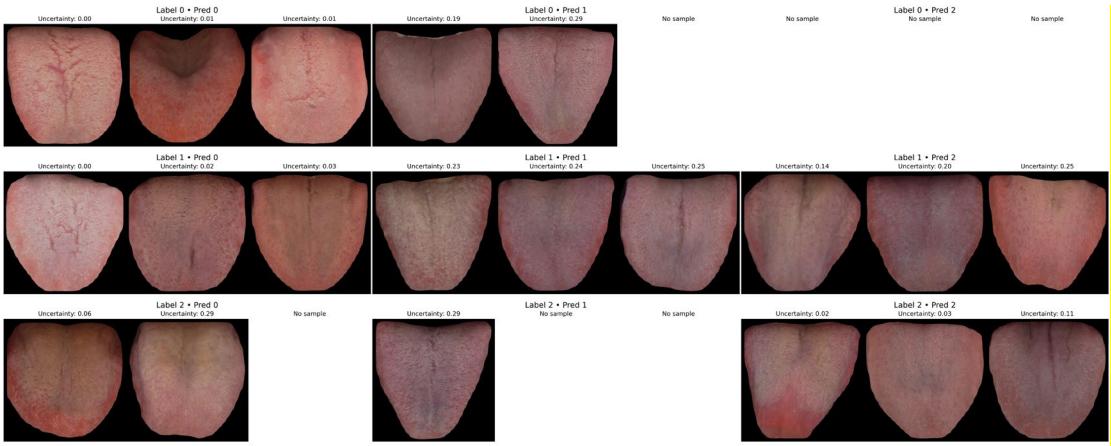 Label 0 • Pred 0
Uncertainty: 0.00 Uncertainty: 0.01 Uncertainty: 0.01
Label 0 • Pred 1
Uncertainty: 0.19 Uncertainty: 0.29 No sample
Label 0 • Pred 2
No sample No sample No sample
Label 1 • Pred 0
Uncertainty: 0.00 Uncertainty: 0.02 Uncertainty: 0.03
Label 1 • Pred 1
Uncertainty: 0.23 Uncertainty: 0.24 Uncertainty: 0.25
Label 1 • Pred 2
Uncertainty: 0.14 Uncertainty: 0.20 Uncertainty: 0.25
Label 2 • Pred 0
Uncertainty: 0.06 Uncertainty: 0.29 No sample
Label 2 • Pred 1
Uncertainty: 0.29 No sample No sample
Label 2 • Pred 2
Uncertainty: 0.02 Uncertainty: 0.03 Uncertainty: 0.11